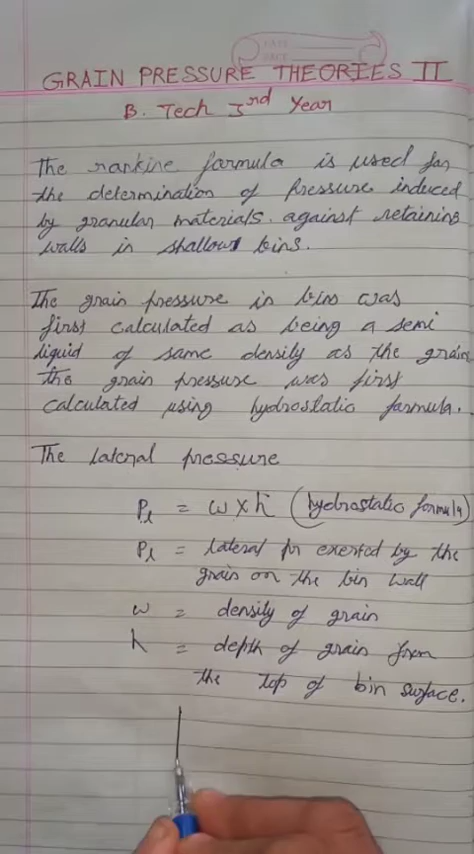 GRAIN PRESSURE THEORIES II
B. Tech 3rd Year
The rankine formula is used for
the determination of pressure induced
by granular materials. against retaining
walls in shallow bins.
The grain pressure in bins was
first calculated as being a semi
liquid of same density as the grain
the grain pressure was first
calculated using hydrostatic formula.
The lateral pressure
Pl = w x h (hydrostatic formula)
Pl = lateral pr exerted by the
grain on the bin wall
w = density of grain
h = depth of grain from
the top of bin surface.